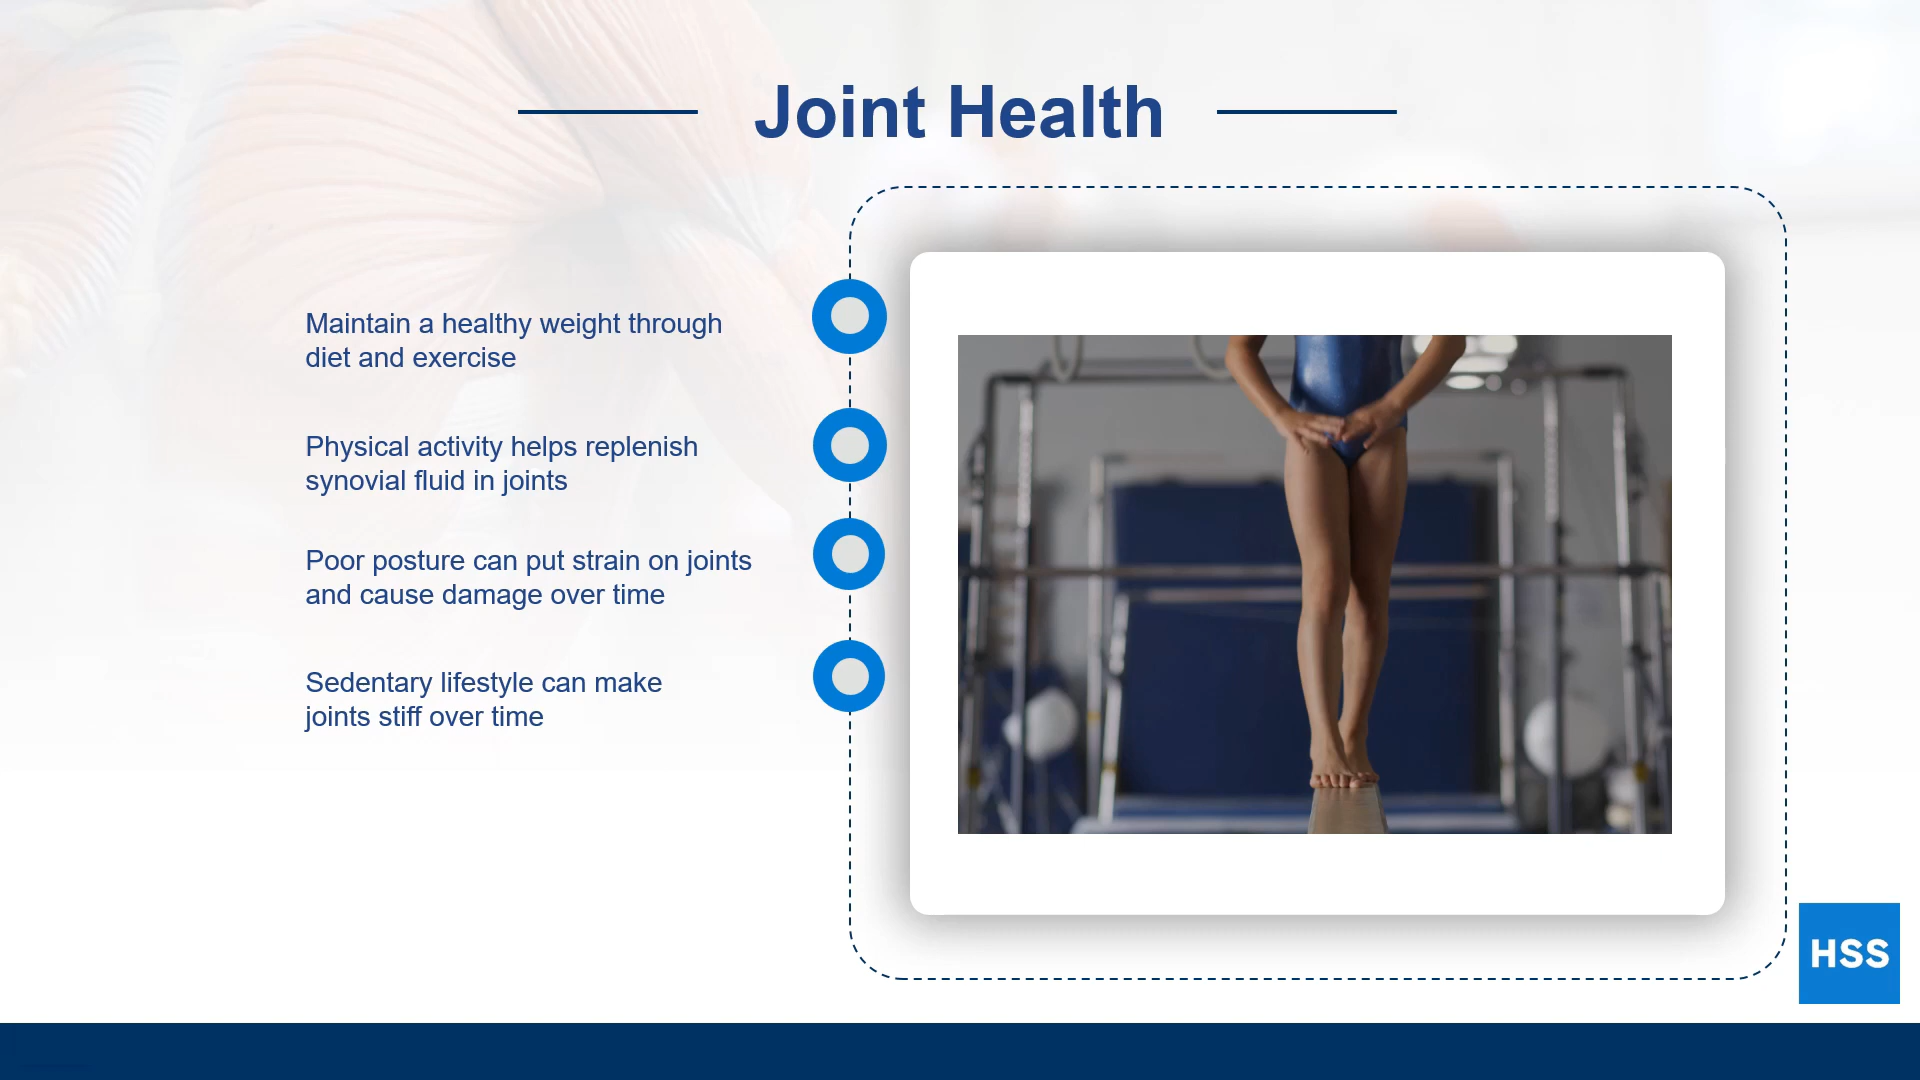 Joint Health
Maintain a healthy weight through
diet and exercise
Physical activity helps replenish
synovial fluid in joints
Poor posture can put strain on joints
and cause damage over time
Sedentary lifestyle can make
joints stiff over time
HSS